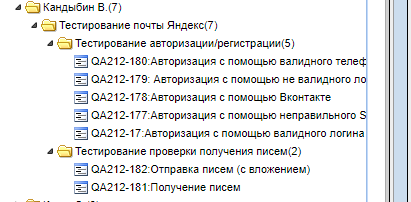 Кандыбин В.(7)
Тестирование почты Яндекс(7)
Тестирование авторизации/регистрации(5)
QA212-180:Авторизация с помощью валидного телеф
QA212-179: Авторизация с помощью не валидного ло
QA212-178:Авторизация с помощью Вконтакте
QA212-177:Авторизация с помощью неправильного S
QA212-17:Авторизация с помощью валидного логина
Тестирование проверки получения писем(2)
QA212-182:Отправка писем (с вложением)
QA212-181:Получение писем